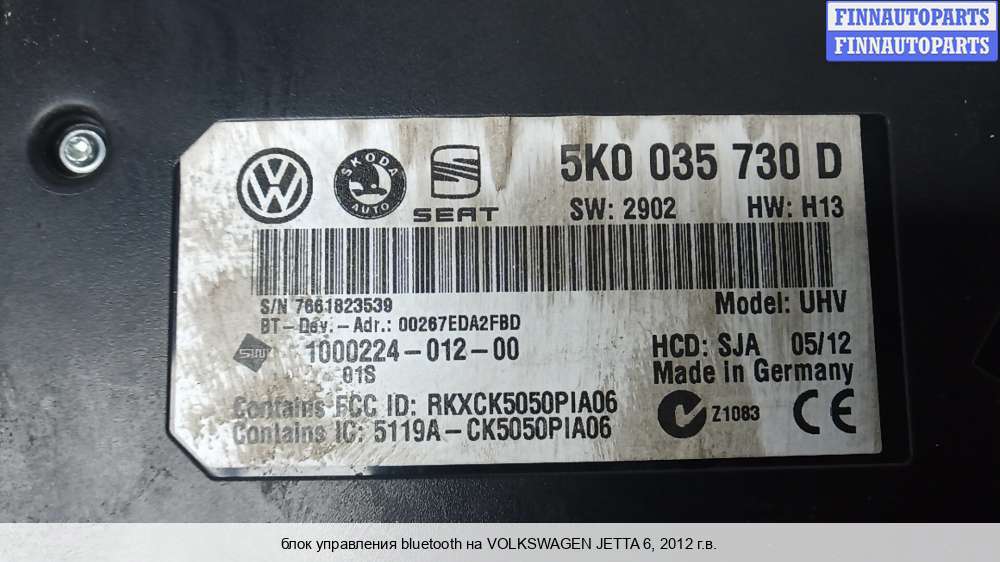 FINNAUTOPARTS
FINNAUTOPARTS
5K0 035 730 D
ŠKODA
AUTO
SEAT
SW: 2902 HW: H13
S/N 7661823539
Model: UHV
BT-Dev.-Adr.: 00267EDA2FBD
SW 1000224-012-00
HCD: SJA 05/12
01S
Made in Germany
Contains FCC ID: RKXCK5050PIA06
Z1083 CE
Contains IC: 5119A-CK5050PIA06
блок управления bluetooth на VOLKSWAGEN JETTA 6, 2012 г.в.